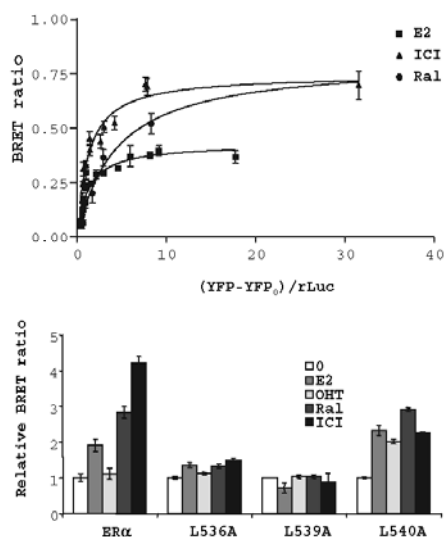 E2
ICI
Ral
BRET ratio
1.00
0.75
0.50
0.25
0.00
0 10 20 30 40
(YFP-YFP₀)/rLuc
Relative BRET ratio
5
4
3
2
1
0
0
E2
OHT
Ral
ICI
ERα L536A L539A L540A